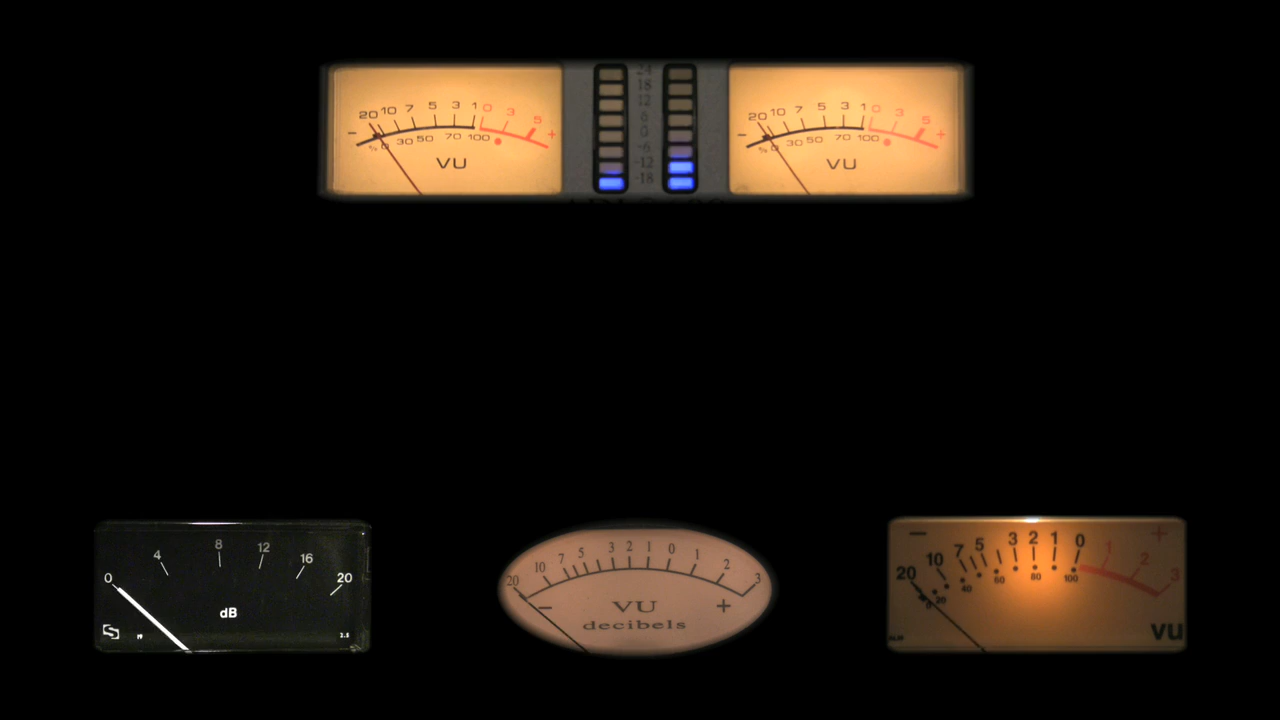 20 10 7 5 3 1 0 3 5
- +
% 0 30 50 70 100
VU
24
18
12
6
0
-6
-12
-18
20 10 7 5 3 1 0 3 5
- +
% 0 30 50 70 100
VU
0 4 8 12 16 20
dB
20 10 7 5 3 2 1 0 1 2 3
- +
VU
decibels
- +
20 10 7 5 3 2 1 0 1 2 3
0 20 40 60 80 100
VU